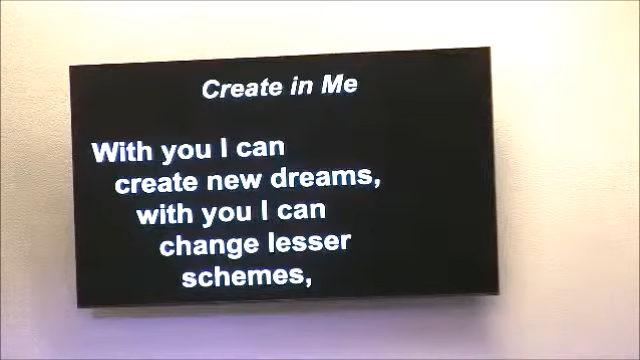 Create in Me
With you I can
create new dreams,
with you I can
change lesser
schemes,